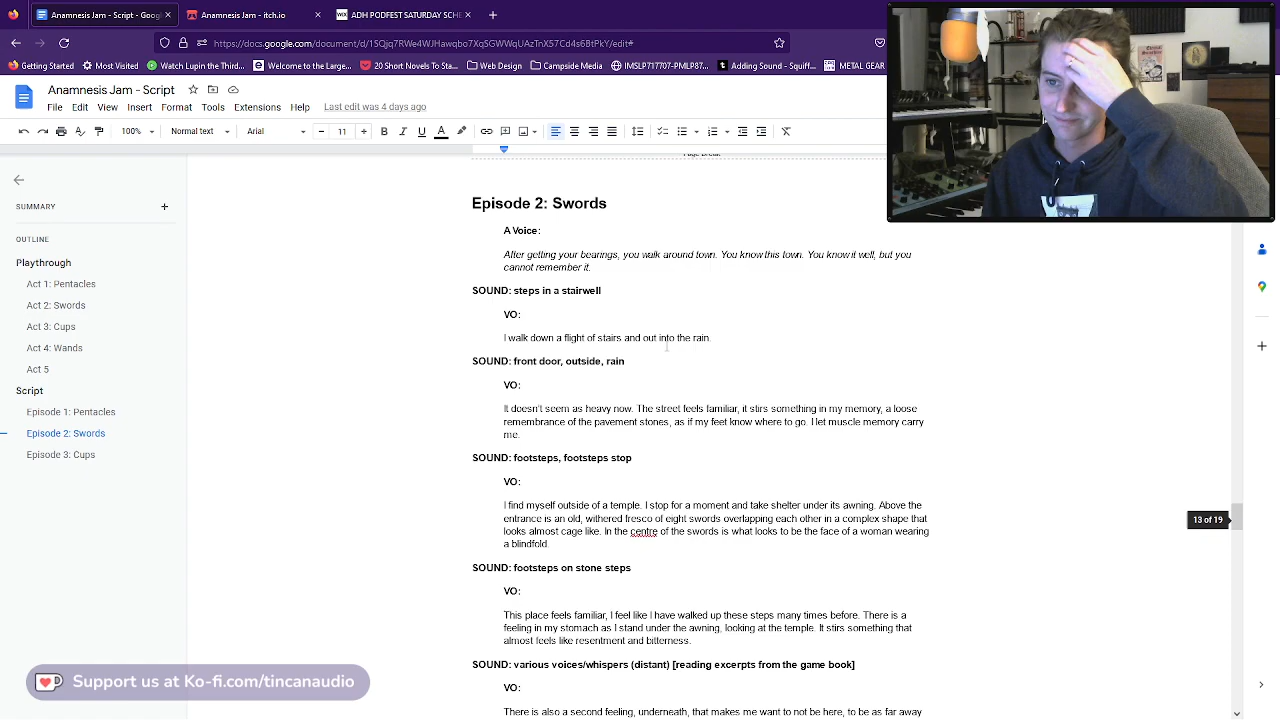 Anamnesis Jam - Script - Goog ×
Anamnesis Jam - itch.io ×
WIX ADH PODFEST SATURDAY SCHE ×
https://docs.google.com/document/d/1SQjq7RWe4WJHawqbo7XqSGWWqUAzTnXS7Cd4s6BtPkY/edit#
Getting Started
Most Visited
Watch Lupin the Third...
Welcome to the Large...
20 Short Novels To S...
Web Design
Campside Media
IMSLP717707-PMLP87...
Adding Sound - Squiff...
METAL GEAR
Anamnesis Jam - Script
File Edit View Insert Format Tools Extensions Help Last edit was 4 days ago
100% Normal text Arial 11
SUMMARY
OUTLINE
Playthrough
Act 1: Pentacles
Act 2: Swords
Act 3: Cups
Act 4: Wands
Act 5
Script
Episode 1: Pentacles
Episode 2: Swords
Episode 3: Cups
Page Break
Episode 2: Swords
A Voice:
After getting your bearings, you walk around town. You know this town. You know it well, but you
cannot remember it.
SOUND: steps in a stairwell
VO:
I walk down a flight of stairs and out into the rain.
SOUND: front door, outside, rain
VO:
It doesn't seem as heavy now. The street feels familiar, it stirs something in my memory, a loose
remembrance of the pavement stones, as if my feet know where to go. I let muscle memory carry
me.
SOUND: footsteps, footsteps stop
VO:
I find myself outside of a temple. I stop for a moment and take shelter under its awning. Above the
entrance is an old, withered fresco of eight swords overlapping each other in a complex shape that
looks almost cage like. In the centre of the swords is what looks to be the face of a woman wearing
a blindfold.
SOUND: footsteps on stone steps
VO:
This place feels familiar, I feel like I have walked up these steps many times before. There is a
feeling in my stomach as I stand under the awning, looking at the temple. It stirs something that
almost feels like resentment and bitterness.
SOUND: various voices/whispers (distant) [reading excerpts from the game book]
VO:
There is also a second feeling, underneath, that makes me want to not be here, to be as far away
13 of 19
Support us at Ko-fi.com/tincanaudio